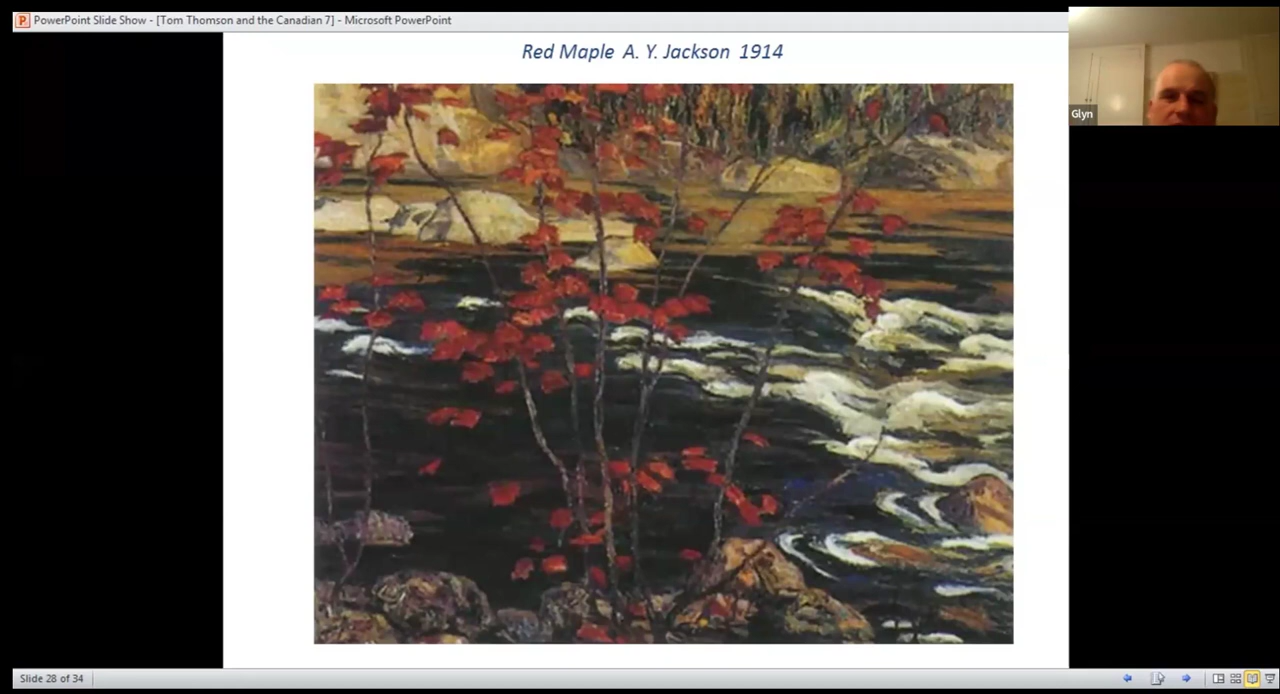 PowerPoint Slide Show - [Tom Thomson and the Canadian 7] - Microsoft PowerPoint
Red Maple A. Y. Jackson 1914
Glyn
Slide 28 of 34